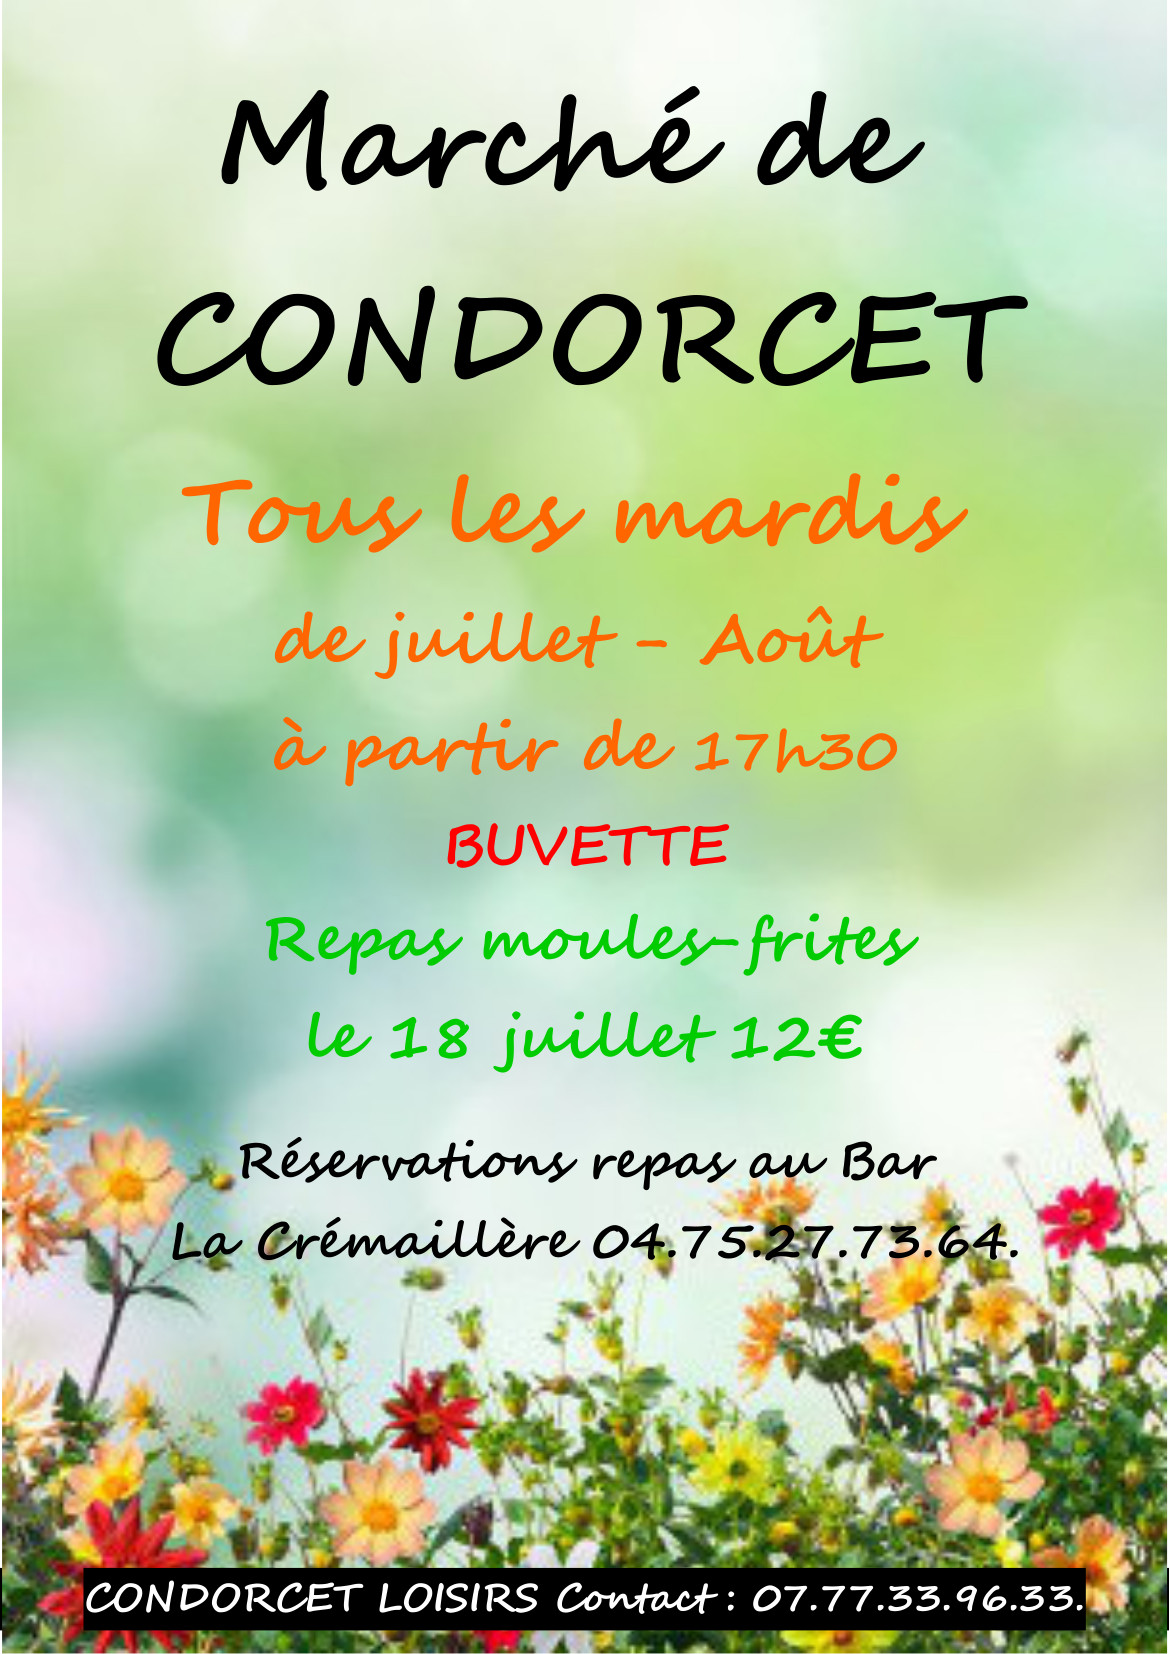 Marché de
CONDORCET
Tous les mardis
de juillet - Août
à partir de 17h30
BUVETTE
Repas moules-frites
le 18 juillet 12€
Réservations repas au Bar
La Crémaillère 04.75.27.73.64.
CONDORCET LOISIRS Contact : 07.77.33.96.33.